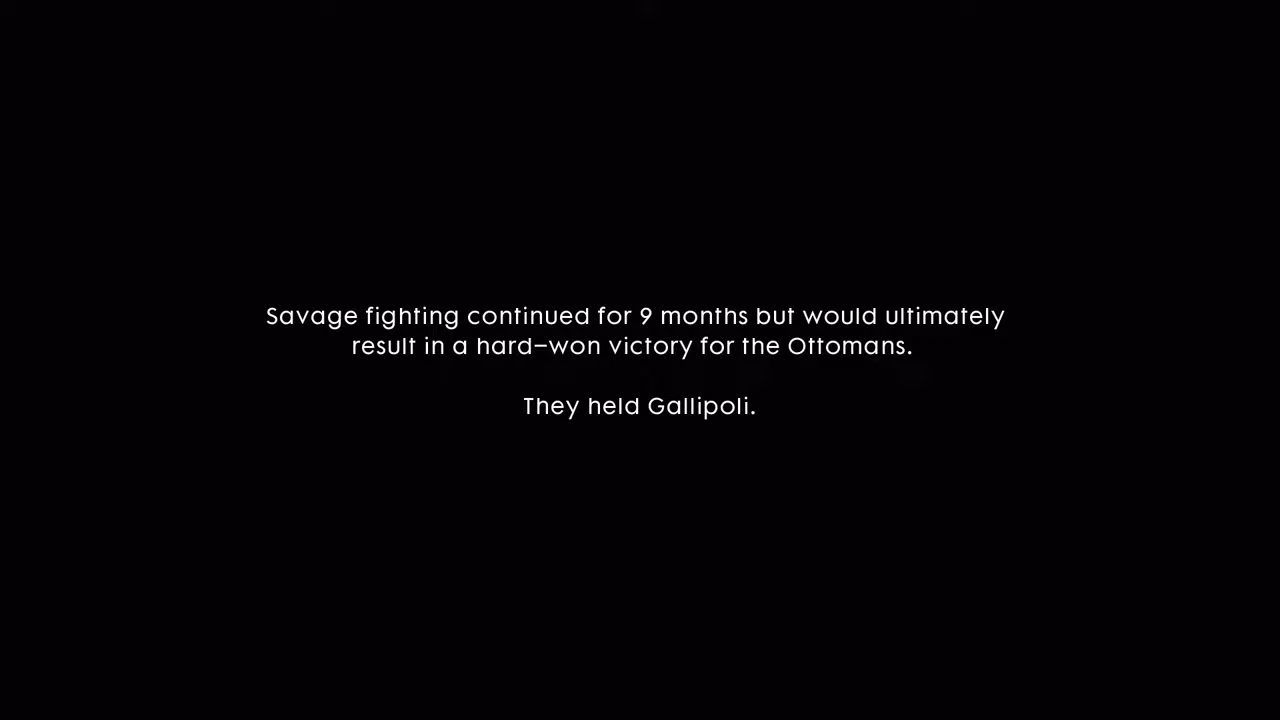 Savage fighting continued for 9 months but would ultimately
result in a hard-won victory for the Ottomans.
They held Gallipoli.